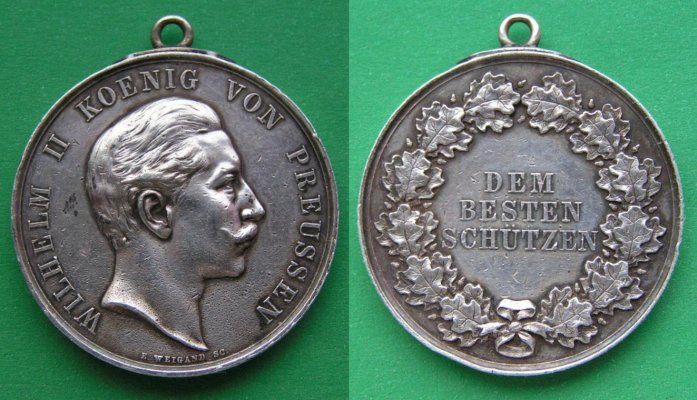 WILHELM II KOENIG VON PREUSSEN
E. WEIGAND. SC.
DEM
BESTEN
SCHÜTZEN